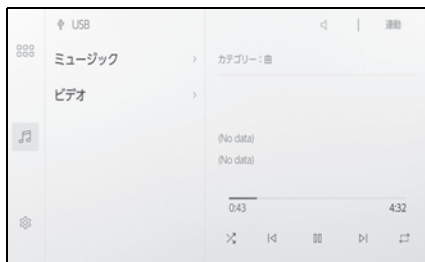 USB
連動
ミュージック
カテゴリー：曲
ビデオ
(No data)
(No data)
0:43
4:32